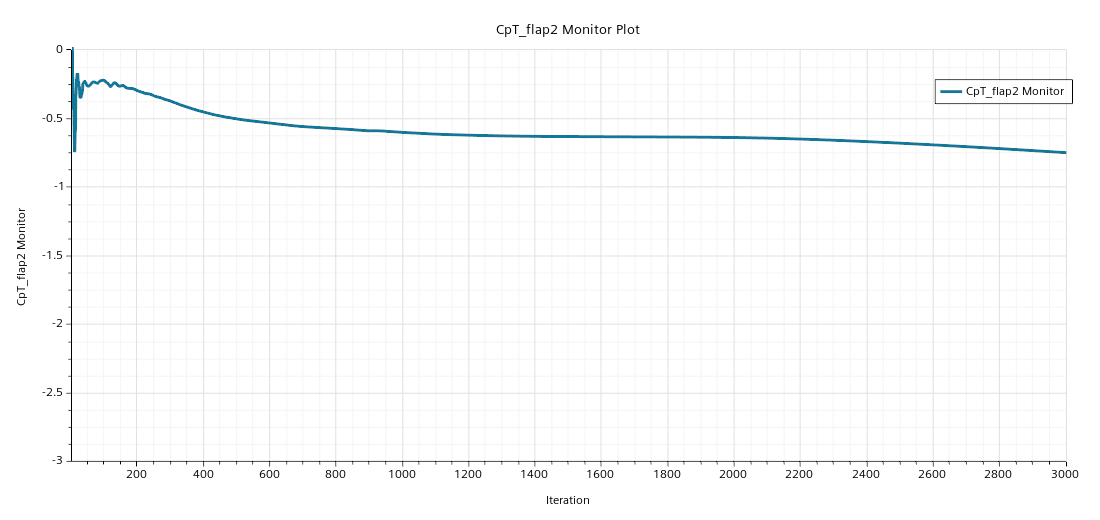 CpT_flap2 Monitor Plot
CpT_flap2 Monitor
0
-0.5
-1
-1.5
-2
-2.5
-3
CpT_flap2 Monitor
200 400 600 800 1000 1200 1400 1600 1800 2000 2200 2400 2600 2800 3000
Iteration